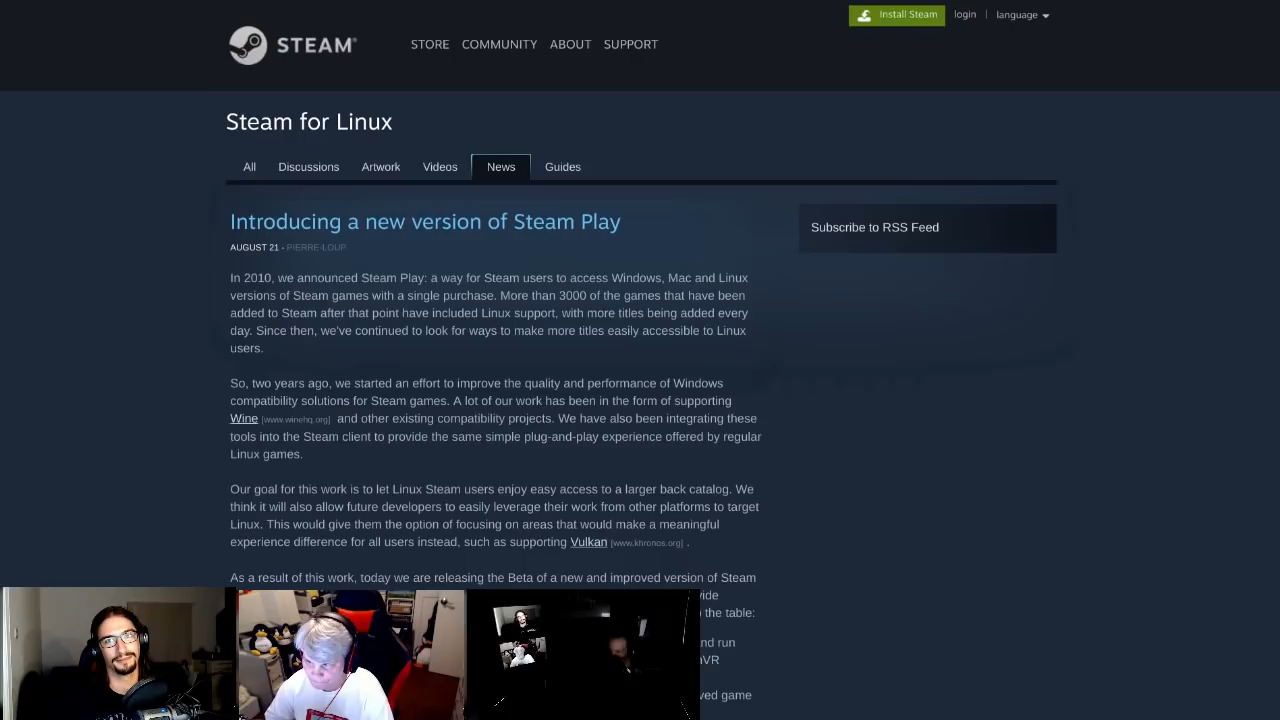 Install Steam
login
language
STEAM®
STORE
COMMUNITY
ABOUT
SUPPORT
Steam for Linux
All
Discussions
Artwork
Videos
News
Guides
Introducing a new version of Steam Play
AUGUST 21 - PIERRE-LOUP
Subscribe to RSS Feed
In 2010, we announced Steam Play: a way for Steam users to access Windows, Mac and Linux
versions of Steam games with a single purchase. More than 3000 of the games that have been
added to Steam after that point have included Linux support, with more titles being added every
day. Since then, we've continued to look for ways to make more titles easily accessible to Linux
users.
So, two years ago, we started an effort to improve the quality and performance of Windows
compatibility solutions for Steam games. A lot of our work has been in the form of supporting
Wine [www.winehq.org] and other existing compatibility projects. We have also been integrating these
tools into the Steam client to provide the same simple plug-and-play experience offered by regular
Linux games.
Our goal for this work is to let Linux Steam users enjoy easy access to a larger back catalog. We
think it will also allow future developers to easily leverage their work from other platforms to target
Linux. This would give them the option of focusing on areas that would make a meaningful
experience difference for all users instead, such as supporting Vulkan [www.khronos.org] .
As a result of this work, today we are releasing the Beta of a new and improved version of Steam
the table:
run
VR
game